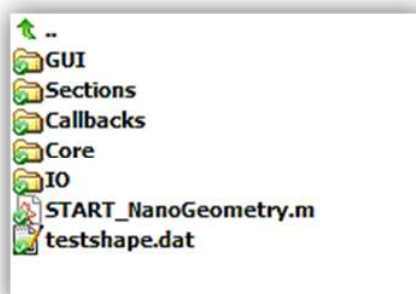 ..
GUI
Sections
Callbacks
Core
IO
START_NanoGeometry.m
testshape.dat